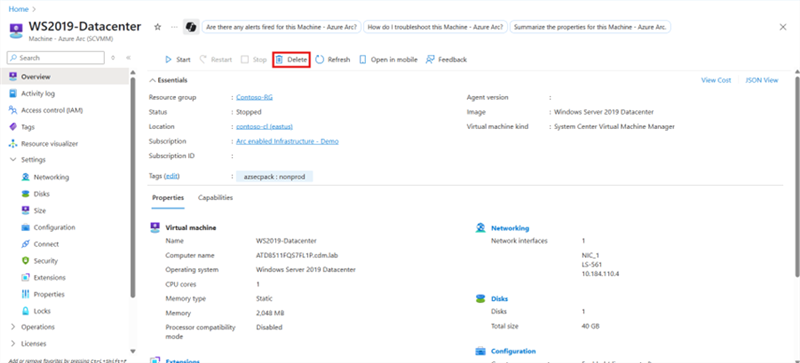 Home >
WS2019-Datacenter
Machine - Azure Arc (SCVMM)
Are there any alerts fired for this Machine - Azure Arc?
How do I troubleshoot this Machine - Azure Arc?
Summarize the properties for this Machine - Azure Arc.
Search
Overview
Activity log
Access control (IAM)
Tags
Resource visualizer
Settings
Networking
Disks
Size
Configuration
Connect
Security
Extensions
Properties
Locks
Operations
Licenses
Add or remove favorites by pressing Ctrl+Shift+F
Start Restart Stop Delete Refresh Open in mobile Feedback
Essentials
View Cost JSON View
Resource group : Contoso-RG
Status : Stopped
Location : contoso-cl (eastus)
Subscription : Arc enabled Infrastructure - Demo
Subscription ID :
Agent version :
Image : Windows Server 2019 Datacenter
Virtual machine kind : System Center Virtual Machine Manager
Tags (edit) : azsecpack : nonprod
Properties Capabilities
Virtual machine
Name WS2019-Datacenter
Computer name ATDB511FQS7FL1P.cdm.lab
Operating system Windows Server 2019 Datacenter
CPU cores 1
Memory type Static
Memory 2,048 MB
Processor compatibility mode Disabled
Extensions
Networking
Network interfaces 1
NIC_1
LS-S61
10.184.110.4
Disks
Disks 1
Total size 40 GB
Configuration